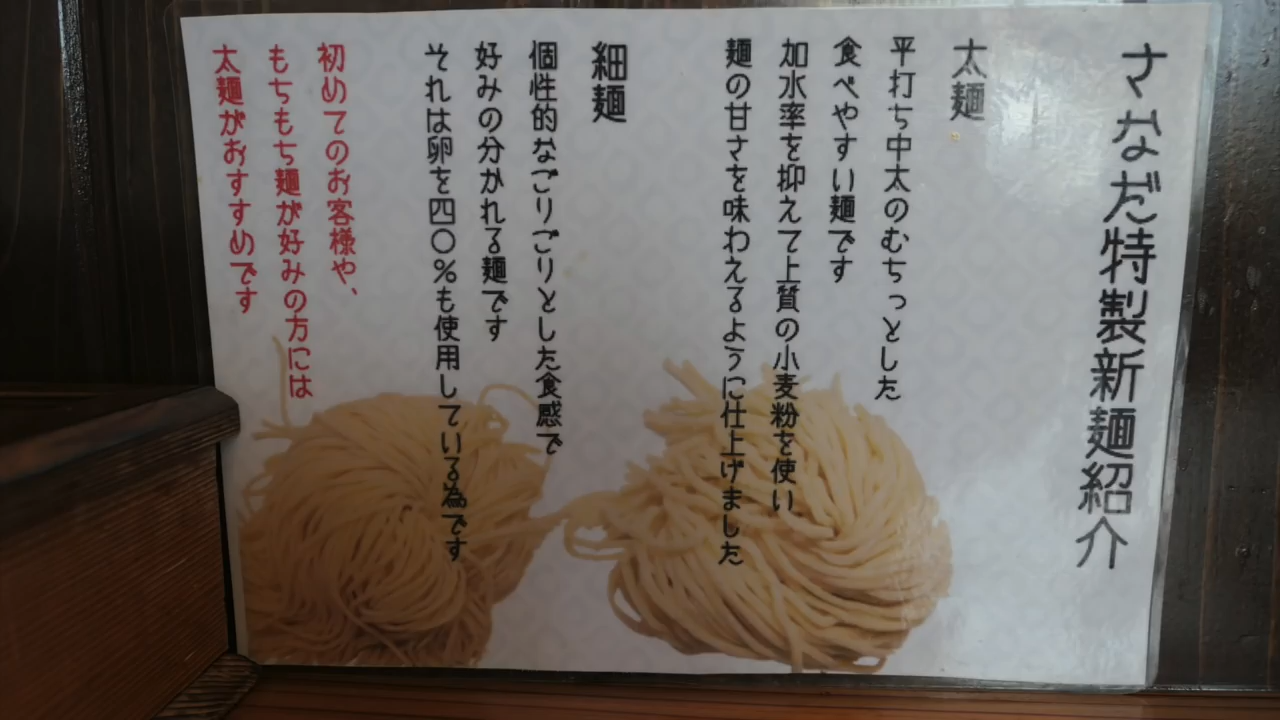 さなだ特製新麺紹介
太麺
平打ち中太のむちっとした
食べやすい麺です
加水率を抑えて上質の小麦粉を使い
麺の甘さを味わえるように仕上げました
細麺
個性的なごりごりとした食感で
好みの分かれる麺です
それは卵を四〇%も使用している為です
初めてのお客様や、
もちもち麺が好みの方には
太麺がおすすめです